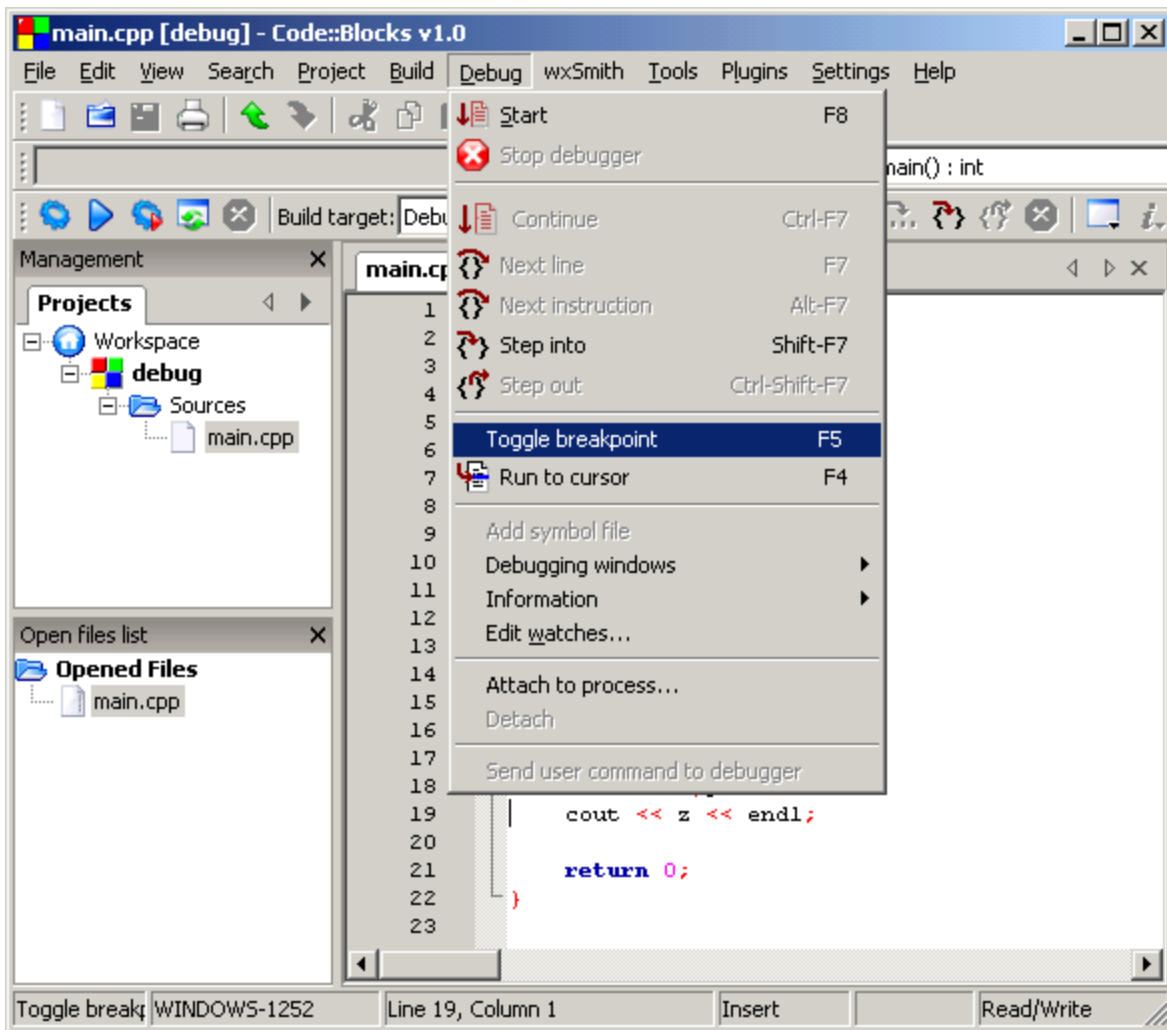 main.cpp [debug] - Code::Blocks v1.0
File Edit View Search Project Build Debug wxSmith Tools Plugins Settings Help
Start F8
Stop debugger
main() : int
Build target:
Continue Ctrl-F7
Management
Next line F7
Projects
Next instruction Alt-F7
Workspace
Step into Shift-F7
debug
Step out Ctrl-Shift-F7
Sources
main.cpp
Toggle breakpoint F5
Run to cursor F4
Add symbol file
Debugging windows
Information
Edit watches...
Attach to process...
Detach
Send user command to debugger
Open files list
Opened Files
main.cpp
1
2
3
4
5
6
7
8
9
10
11
12
13
14
15
16
17
18
19 cout << z << endl;
20
21 return 0;
22 }
23
Toggle WINDOWS-1252 Line 19, Column 1 Insert Read/Write